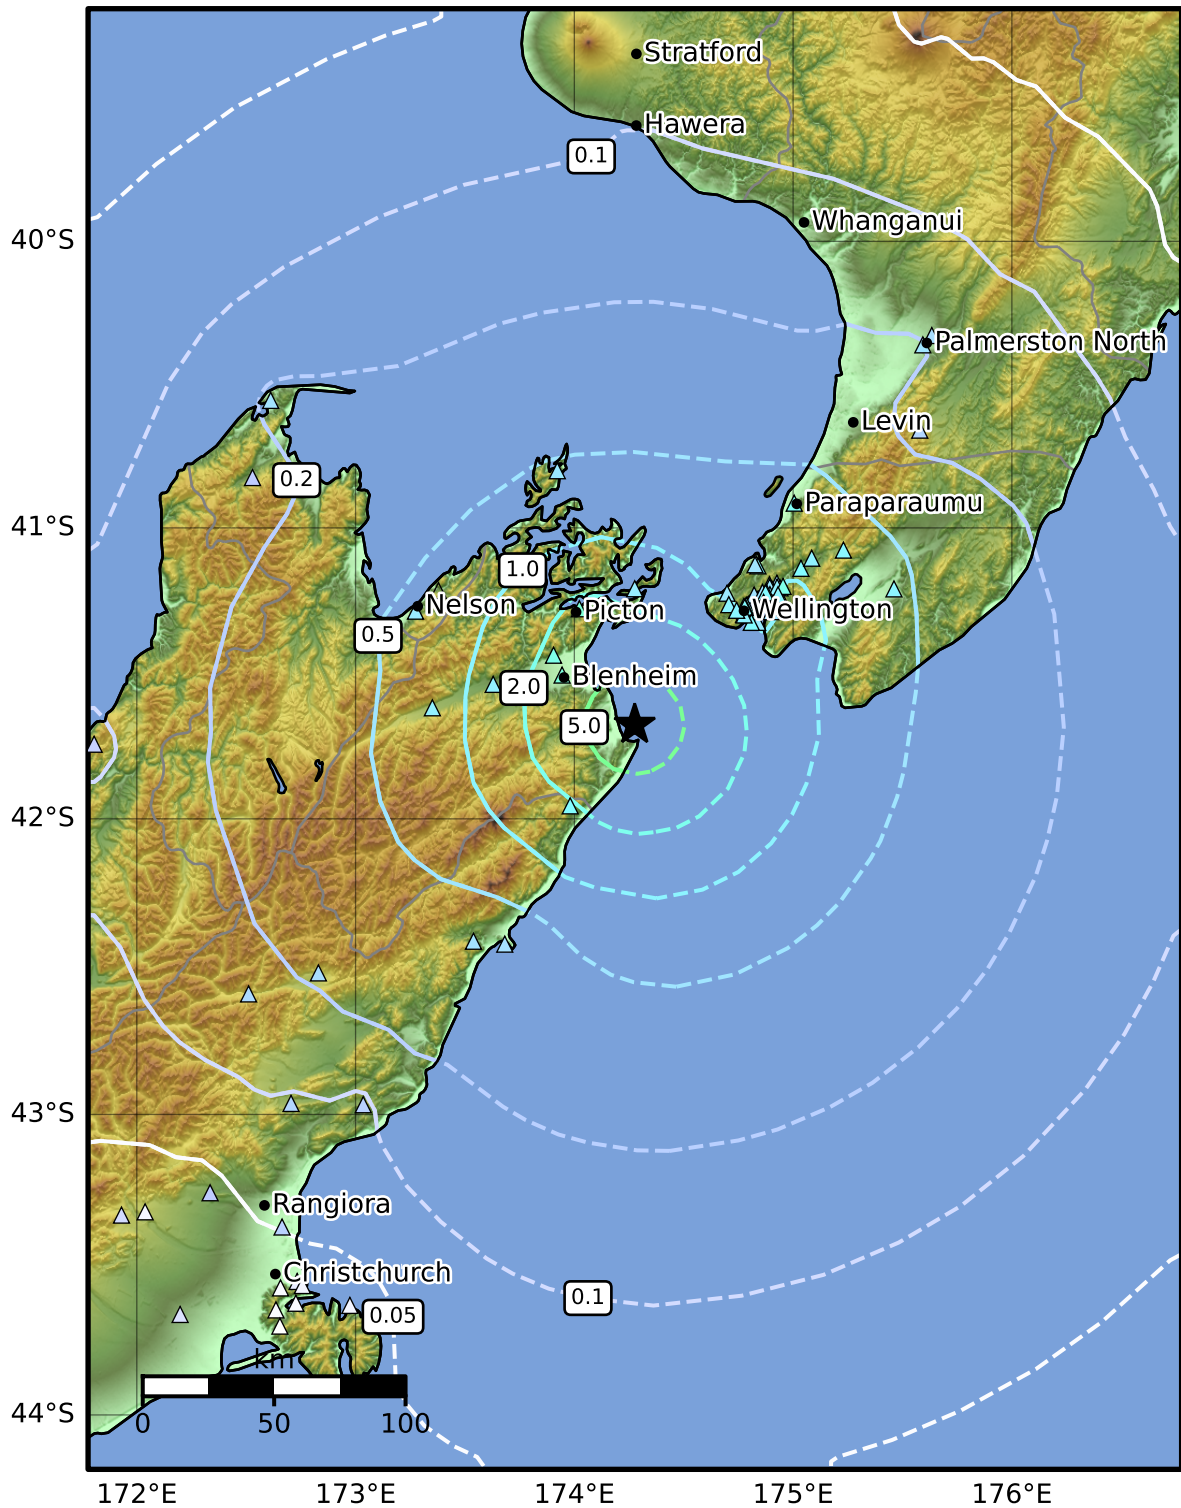 Stratford
Hawera
0.1
Whanganui
40°S
Palmerston North
Levin
0.2
Paraparaumu
41°S
1.0
Nelson
Picton
Wellington
0.5
Blenheim
2.0
5.0
42°S
43°S
Rangiora
Christchurch
0.1
0.05
km
44°S
0 50 100
172°E 173°E 174°E 175°E 176°E